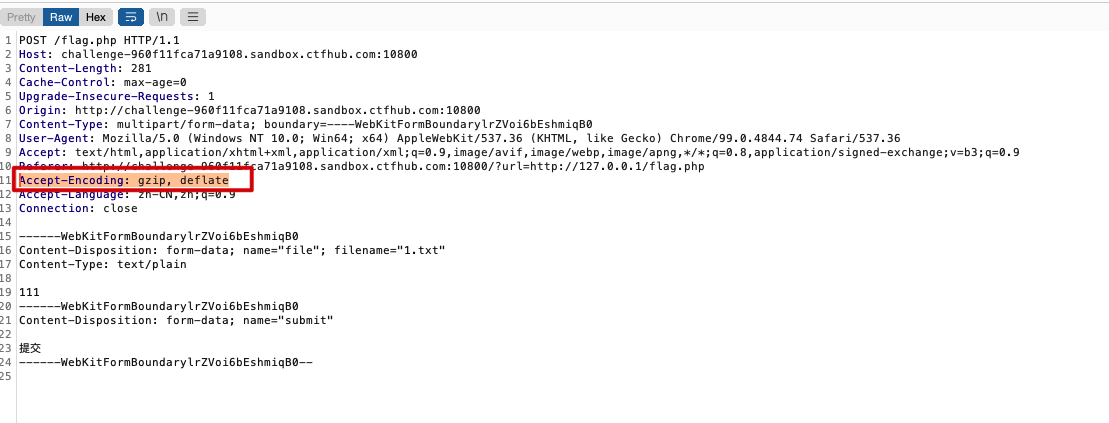 Pretty Raw Hex \n
1 POST /flag.php HTTP/1.1
2 Host: challenge-960f11fca71a9108.sandbox.ctfhub.com:10800
3 Content-Length: 281
4 Cache-Control: max-age=0
5 Upgrade-Insecure-Requests: 1
6 Origin: http://challenge-960f11fca71a9108.sandbox.ctfhub.com:10800
7 Content-Type: multipart/form-data; boundary=----WebKitFormBoundarylrZVoi6bEshmiqB0
8 User-Agent: Mozilla/5.0 (Windows NT 10.0; Win64; x64) AppleWebKit/537.36 (KHTML, like Gecko) Chrome/99.0.4844.74 Safari/537.36
9 Accept: text/html,application/xhtml+xml,application/xml;q=0.9,image/avif,image/webp,image/apng,*/*;q=0.8,application/signed-exchange;v=b3;q=0.9
10 Referer: http://challenge-960f11fca71a9108.sandbox.ctfhub.com:10800/?url=http://127.0.0.1/flag.php
11 Accept-Encoding: gzip, deflate
12 Accept-Language: zh-CN,zh;q=0.9
13 Connection: close
14
15 ------WebKitFormBoundarylrZVoi6bEshmiqB0
16 Content-Disposition: form-data; name="file"; filename="1.txt"
17 Content-Type: text/plain
18
19 111
20 ------WebKitFormBoundarylrZVoi6bEshmiqB0
21 Content-Disposition: form-data; name="submit"
22
23 提交
24 ------WebKitFormBoundarylrZVoi6bEshmiqB0--
25